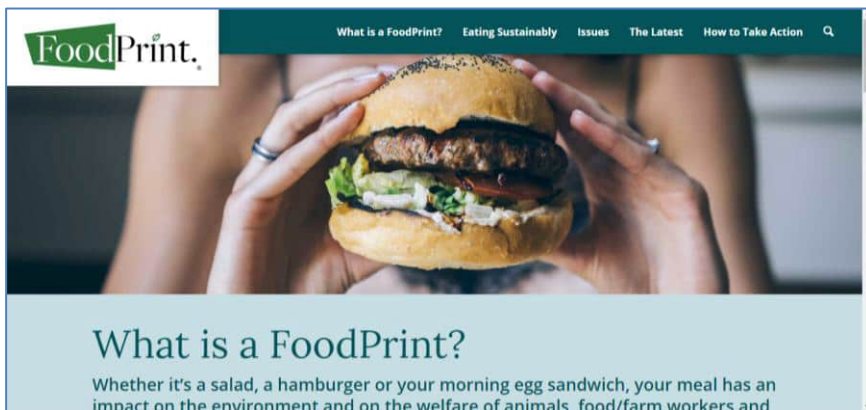 FoodPrint.®
What is a FoodPrint? Eating Sustainably Issues The Latest How to Take Action
What is a FoodPrint?
Whether it's a salad, a hamburger or your morning egg sandwich, your meal has an
impact on the environment and on the welfare of animals, food/farm workers and